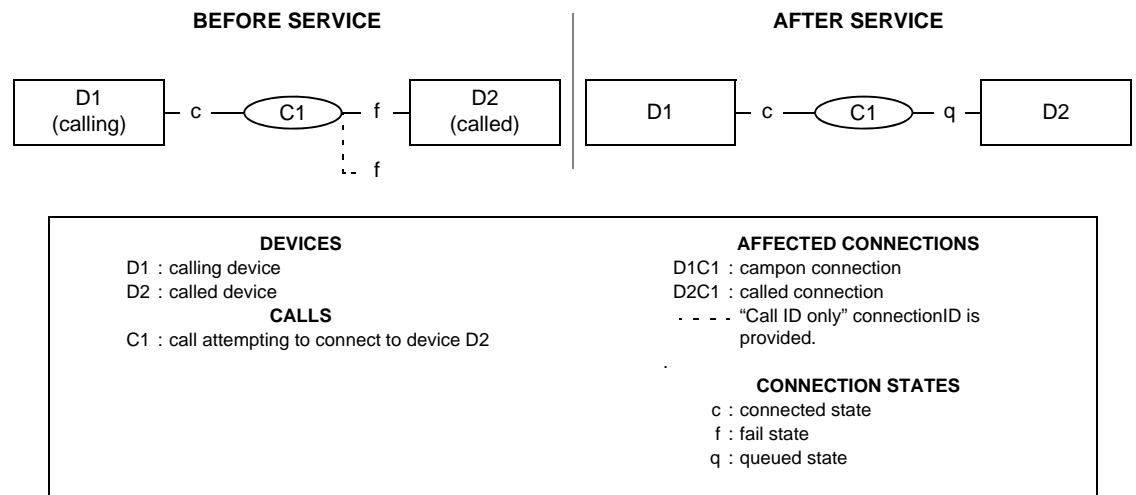 BEFORE SERVICE
AFTER SERVICE
D1
(calling)
c
C1
f
D2
(called)
f
D1
c
C1
q
D2
DEVICES
D1 : calling device
D2 : called device
CALLS
C1 : call attempting to connect to device D2
AFFECTED CONNECTIONS
D1C1 : campon connection
D2C1 : called connection
- - - - “Call ID only” connectionID is
provided.
.
CONNECTION STATES
c : connected state
f : fail state
q : queued state